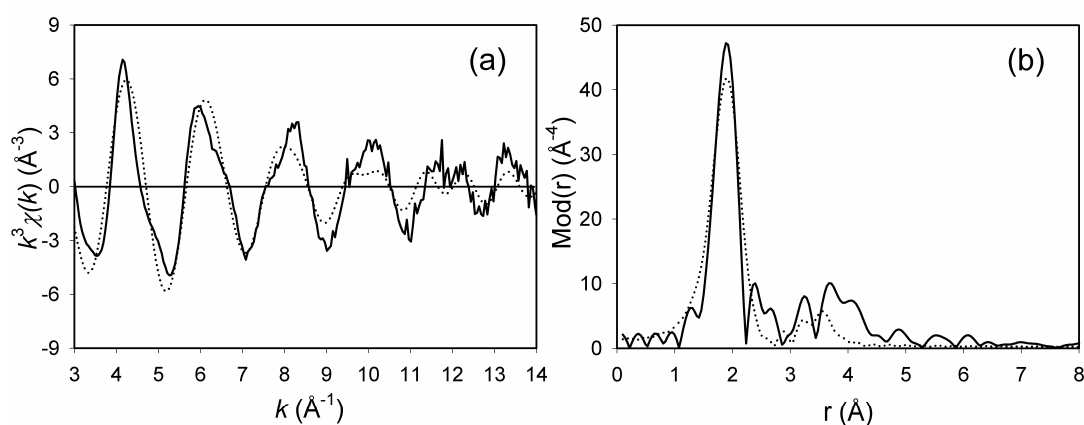 (a)
k³χ(k) (Å⁻³)
9
6
3
0
-3
-6
-9
3 4 5 6 7 8 9 10 11 12 13 14
k (Å⁻¹)
(b)
Mod(r) (Å⁻⁴)
50
40
30
20
10
0
0 1 2 3 4 5 6 7 8
r (Å)